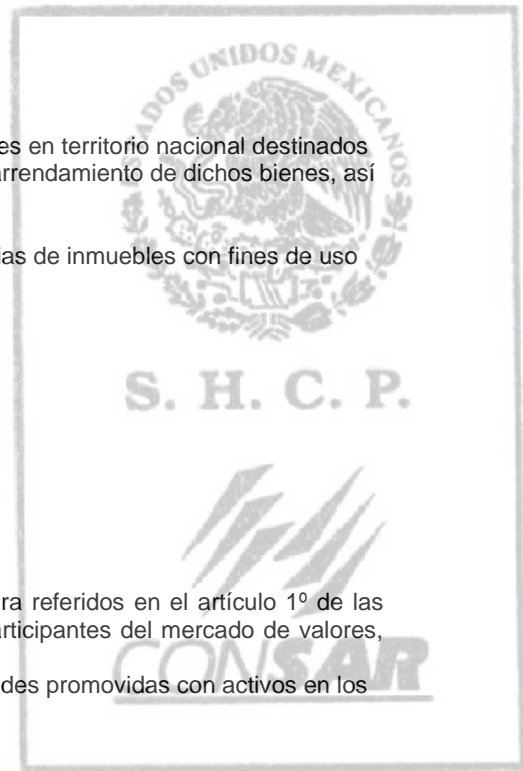 ESTADOS UNIDOS MEXICANOS
es en territorio nacional destinados
arrendamiento de dichos bienes, así
ias de inmuebles con fines de uso
S. H. C. P.
ra referidos en el artículo 1º de las
articipantes del mercado de valores,
CONSAR
des promovidas con activos en los